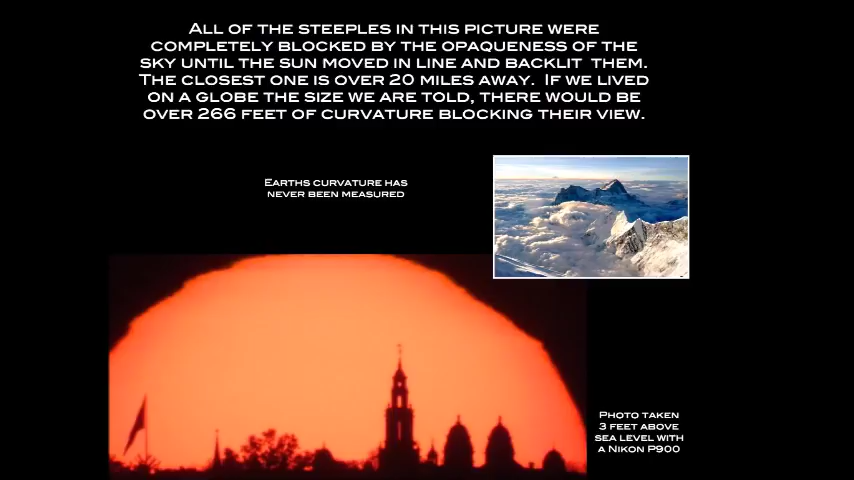 ALL OF THE STEEPLES IN THIS PICTURE WERE
COMPLETELY BLOCKED BY THE OPAQUENESS OF THE
SKY UNTIL THE SUN MOVED IN LINE AND BACKLIT THEM.
THE CLOSEST ONE IS OVER 20 MILES AWAY. IF WE LIVED
ON A GLOBE THE SIZE WE ARE TOLD, THERE WOULD BE
OVER 266 FEET OF CURVATURE BLOCKING THEIR VIEW.
EARTHS CURVATURE HAS
NEVER BEEN MEASURED
PHOTO TAKEN
3 FEET ABOVE
SEA LEVEL WITH
A NIKON P900